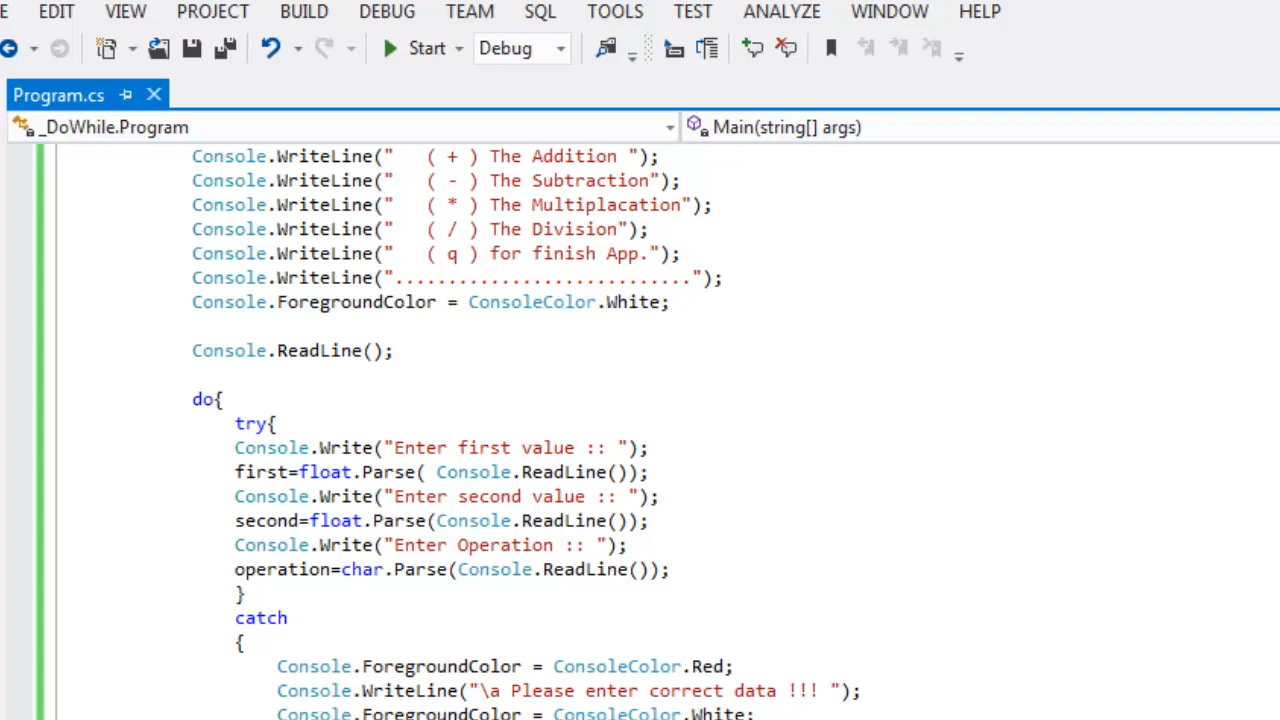 E EDIT VIEW PROJECT BUILD DEBUG TEAM SQL TOOLS TEST ANALYZE WINDOW HELP
Start Debug
Program.cs
_DoWhile.Program Main(string[] args)
Console.WriteLine("   ( + ) The Addition ");
Console.WriteLine("   ( - ) The Subtraction");
Console.WriteLine("   ( * ) The Multiplacation");
Console.WriteLine("   ( / ) The Division");
Console.WriteLine("   ( q ) for finish App.");
Console.WriteLine("............................");
Console.ForegroundColor = ConsoleColor.White;
Console.ReadLine();
do{
try{
Console.Write("Enter first value :: ");
first=float.Parse( Console.ReadLine());
Console.Write("Enter second value :: ");
second=float.Parse(Console.ReadLine());
Console.Write("Enter Operation :: ");
operation=char.Parse(Console.ReadLine());
}
catch
{
Console.ForegroundColor = ConsoleColor.Red;
Console.WriteLine("\a Please enter correct data !!! ");
Console.ForegroundColor = ConsoleColor.White;